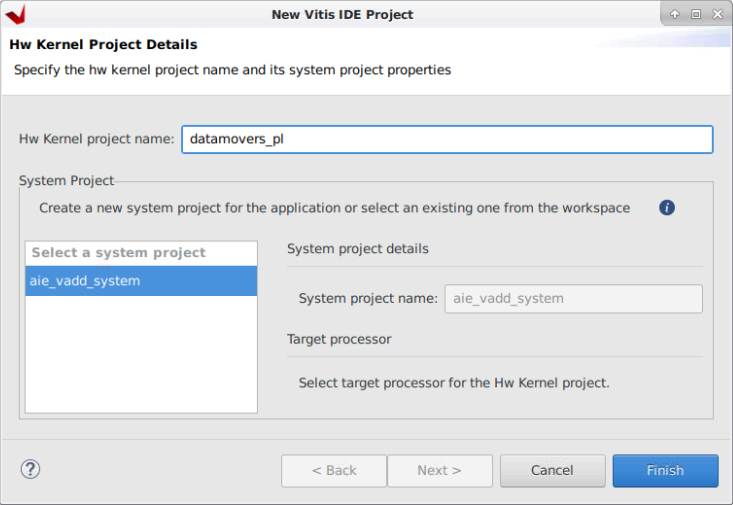 New Vitis IDE Project
Hw Kernel Project Details
Specify the hw kernel project name and its system project properties
Hw Kernel project name: datamovers_pl
System Project
Create a new system project for the application or select an existing one from the workspace
Select a system project
aie_vadd_system
System project details
System project name: aie_vadd_system
Target processor
Select target processor for the Hw Kernel project.
< Back
Next >
Cancel
Finish